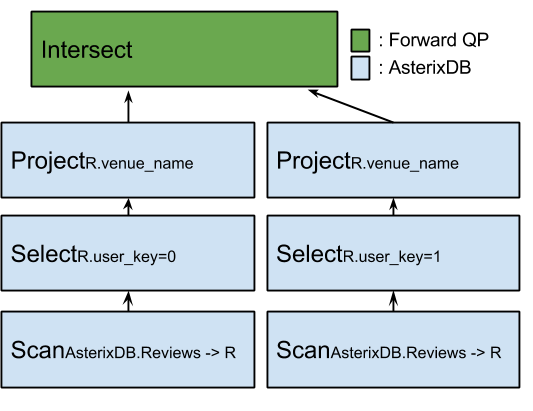 Intersect
: Forward QP
: AsterixDB
ProjectR.venue_name
ProjectR.venue_name
SelectR.user_key=0
SelectR.user_key=1
ScanAsterixDB.Reviews -> R
ScanAsterixDB.Reviews -> R